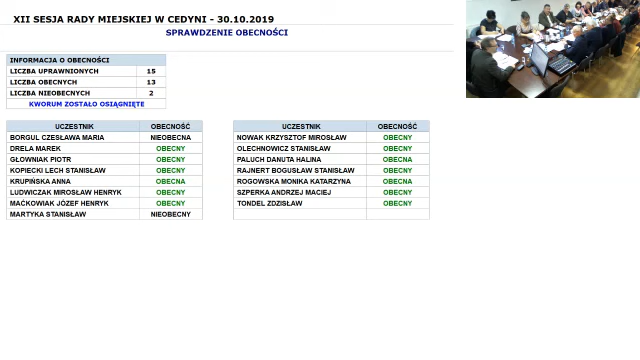 XII SESJA RADY MIEJSKIEJ W CEDYNI - 30.10.2019
SPRAWDZENIE OBECNOŚCI
INFORMACJA O OBECNOŚCI
LICZBA UPRAWNIONYCH 15
LICZBA OBECNYCH 13
LICZBA NIEOBECNYCH 2
KWORUM ZOSTAŁO OSIĄGNIĘTE
UCZESTNIK OBECNOŚĆ
BORGUL CZESŁAWA MARIA NIEOBECNA
DRELA MAREK OBECNY
GŁOWNIAK PIOTR OBECNY
KOPIECKI LECH STANISŁAW OBECNY
KRUPIŃSKA ANNA OBECNA
LUDWICZAK MIROSŁAW HENRYK OBECNY
MAĆKOWIAK JÓZEF HENRYK OBECNY
MARTYKA STANISŁAW NIEOBECNY
UCZESTNIK OBECNOŚĆ
NOWAK KRZYSZTOF MIROSŁAW OBECNY
OLECHNOWICZ STANISŁAW OBECNY
PALUCH DANUTA HALINA OBECNA
RAJNERT BOGUSŁAW STANISŁAW OBECNY
ROGOWSKA MONIKA KATARZYNA OBECNA
SZPERKA ANDRZEJ MACIEJ OBECNY
TONDEL ZDZISŁAW OBECNY